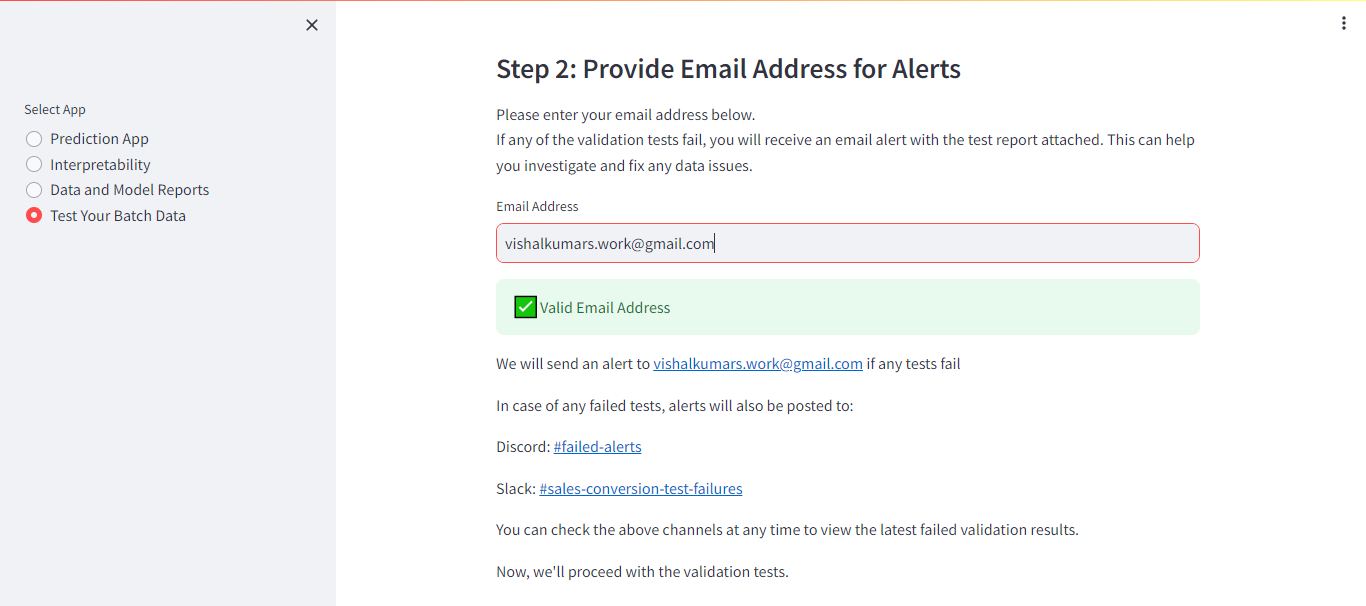 Select App
Prediction App
Interpretability
Data and Model Reports
Test Your Batch Data
Step 2: Provide Email Address for Alerts
Please enter your email address below.
If any of the validation tests fail, you will receive an email alert with the test report attached. This can help
you investigate and fix any data issues.
Email Address
vishalkumars.work@gmail.com
Valid Email Address
We will send an alert to vishalkumars.work@gmail.com if any tests fail
In case of any failed tests, alerts will also be posted to:
Discord: #failed-alerts
Slack: #sales-conversion-test-failures
You can check the above channels at any time to view the latest failed validation results.
Now, we'll proceed with the validation tests.